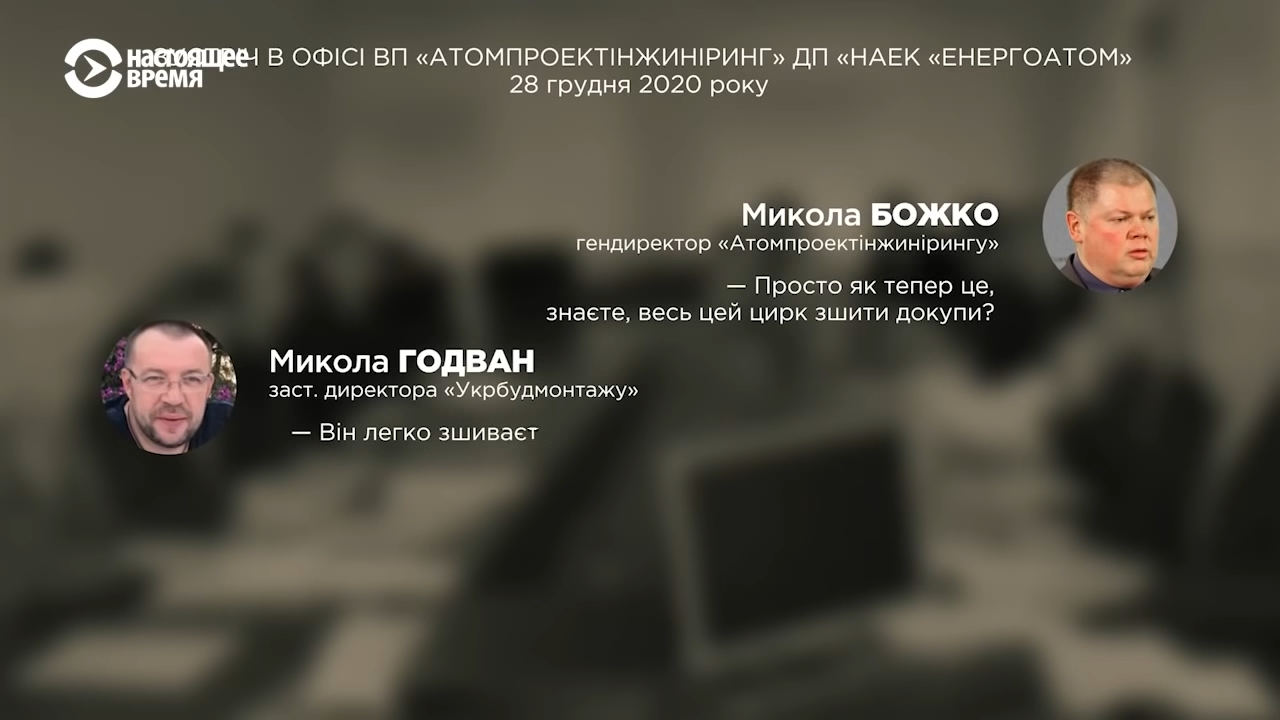 НАСТОЯЩЕЕ
ВРЕМЯ
В ОФІСІ ВП «АТОМПРОЕКТІНЖИНІРИНГ» ДП «НАЕК «ЕНЕРГОАТОМ»
28 грудня 2020 року
Микола БОЖКО
гендиректор «Атомпроектінжинірингу»
— Просто як тепер це,
знаєте, весь цей цирк зшити докупи?
Микола ГОДВАН
заст. директора «Укрбудмонтажу»
— Він легко зшиваєт